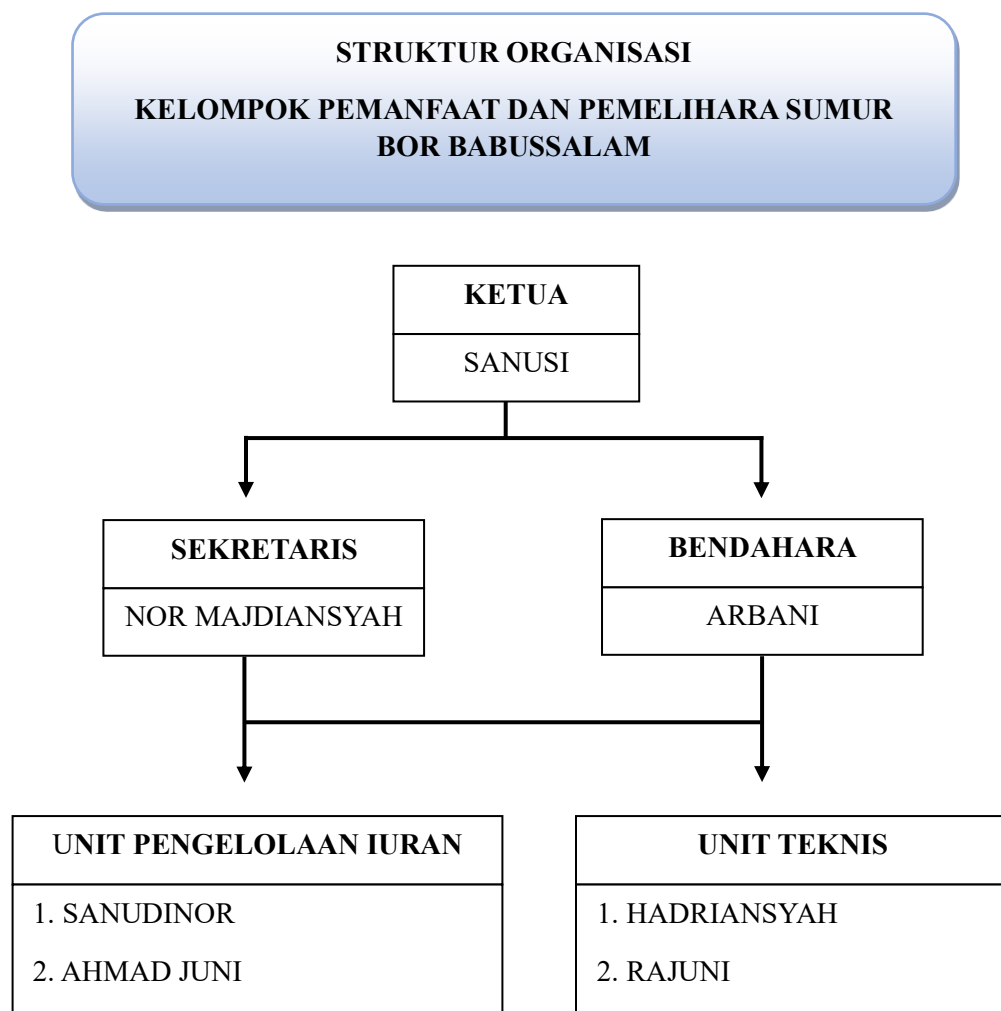 STRUKTUR ORGANISASI
KELOMPOK PEMANFAAT DAN PEMELIHARA SUMUR
BOR BABUSSALAM
KETUA
SANUSI
SEKRETARIS
NOR MAJDIANSYAH
BENDAHARA
ARBANI
UNIT PENGELOLAAN IURAN
1. SANUDINOR
2. AHMAD JUNI
UNIT TEKNIS
1. HADRIANSYAH
2. RAJUNI